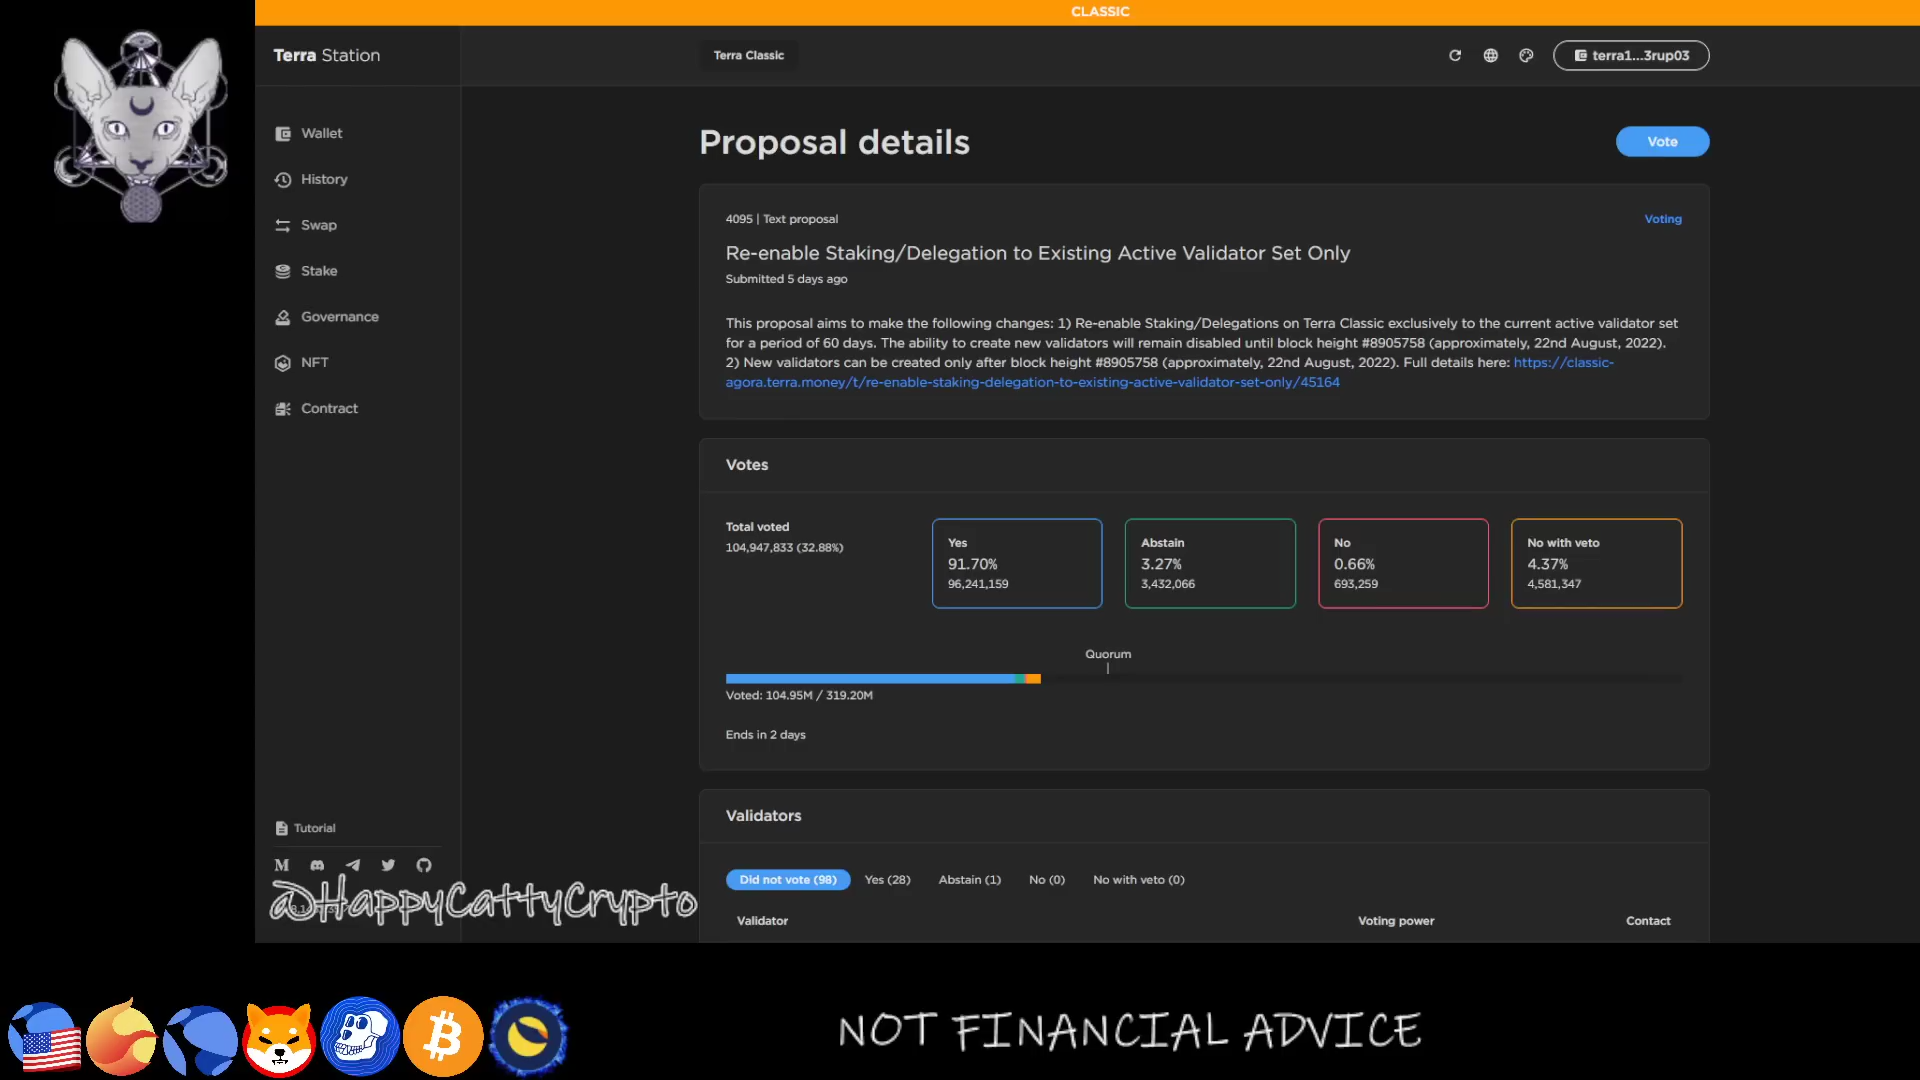 CLASSIC
Terra Station
Terra Classic
terra1...3rup03
Wallet
History
Swap
Stake
Governance
NFT
Contract
Proposal details
Vote
4095 | Text proposal
Voting
Re-enable Staking/Delegation to Existing Active Validator Set Only
Submitted 5 days ago
This proposal aims to make the following changes: 1) Re-enable Staking/Delegations on Terra Classic exclusively to the current active validator set
for a period of 60 days. The ability to create new validators will remain disabled until block height #8905758 (approximately, 22nd August, 2022).
2) New validators can be created only after block height #8905758 (approximately, 22nd August, 2022). Full details here: https://classic-
agora.terra.money/t/re-enable-staking-delegation-to-existing-active-validator-set-only/45164
Votes
Total voted
104,947,833 (32.88%)
Yes
91.70%
96,241,159
Abstain
3.27%
3,432,066
No
0.66%
693,259
No with veto
4.37%
4,581,347
Quorum
Voted: 104.95M / 319.20M
Ends in 2 days
Validators
Did not vote (98) Yes (28) Abstain (1) No (0) No with veto (0)
Validator Voting power Contact
Tutorial
@HappyCattyCrypto
NOT FINANCIAL ADVICE